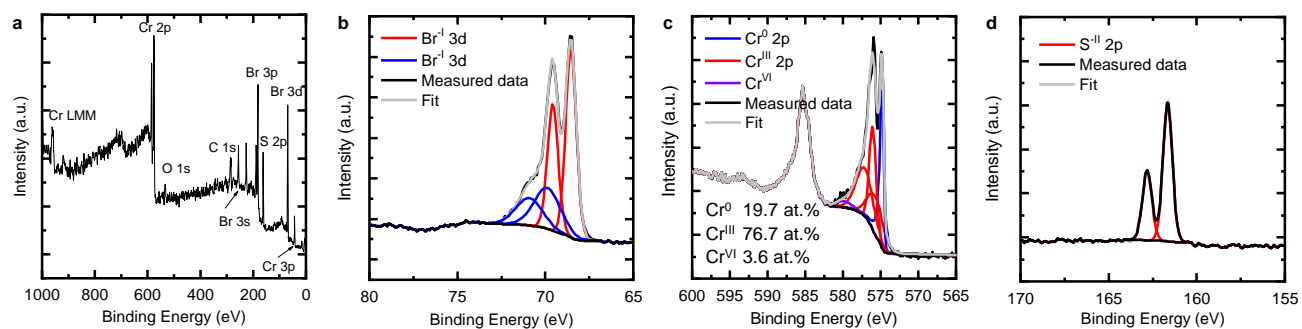 a
Cr 2p
Br 3p
Br 3d
Cr LMM
S 2p
C 1s
O 1s
Br 3s
Cr 3p
Intensity (a.u.)
1000 800 600 400 200 0
Binding Energy (eV)
b
Br⁻ᴵ 3d
Br⁻ᴵ 3d
Measured data
Fit
Intensity (a.u.)
80 75 70 65
Binding Energy (eV)
c
Cr⁰ 2p
Crᴵᴵᴵ 2p
Crⱽᴵ
Measured data
Fit
Cr⁰ 19.7 at.%
Crᴵᴵᴵ 76.7 at.%
Crⱽᴵ 3.6 at.%
Intensity (a.u.)
600 595 590 585 580 575 570 565
Binding Energy (eV)
d
S⁻ᴵᴵ 2p
Measured data
Fit
Intensity (a.u.)
170 165 160 155
Binding Energy (eV)